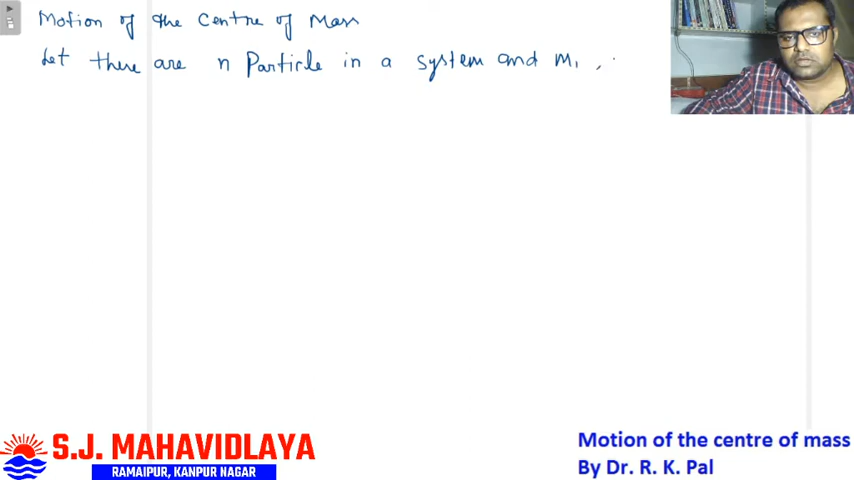 Motion of the Centre of Mass
Let there are n Particle in a system and m1 ,
S.J. MAHAVIDLAYA
RAMAIPUR, KANPUR NAGAR
Motion of the centre of mass
By Dr. R. K. Pal